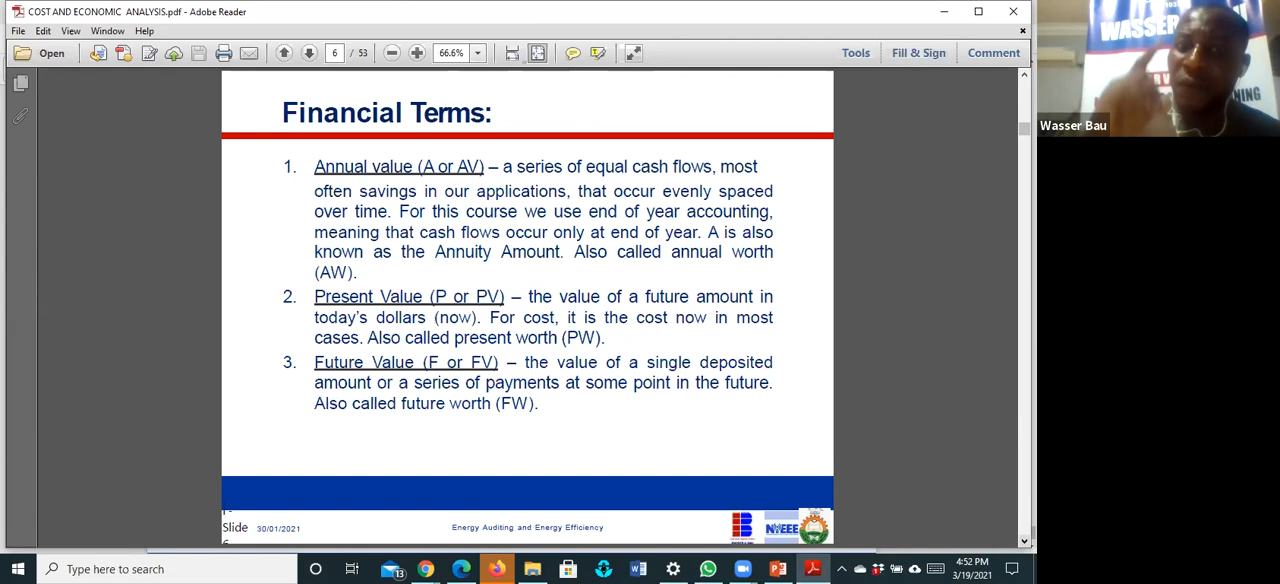 COST AND ECONOMIC ANALYSIS.pdf - Adobe Reader
File Edit View Window Help
Open 6 / 53 66.6% Tools Fill & Sign Comment
Financial Terms:
1. Annual value (A or AV) – a series of equal cash flows, most
often savings in our applications, that occur evenly spaced
over time. For this course we use end of year accounting,
meaning that cash flows occur only at end of year. A is also
known as the Annuity Amount. Also called annual worth
(AW).
2. Present Value (P or PV) – the value of a future amount in
today's dollars (now). For cost, it is the cost now in most
cases. Also called present worth (PW).
3. Future Value (F or FV) – the value of a single deposited
amount or a series of payments at some point in the future.
Also called future worth (FW).
Slide 30/01/2021 Energy Auditing and Energy Efficiency
WASSER
NING
Wasser Bau
Type here to search
13
4:52 PM
3/19/2021